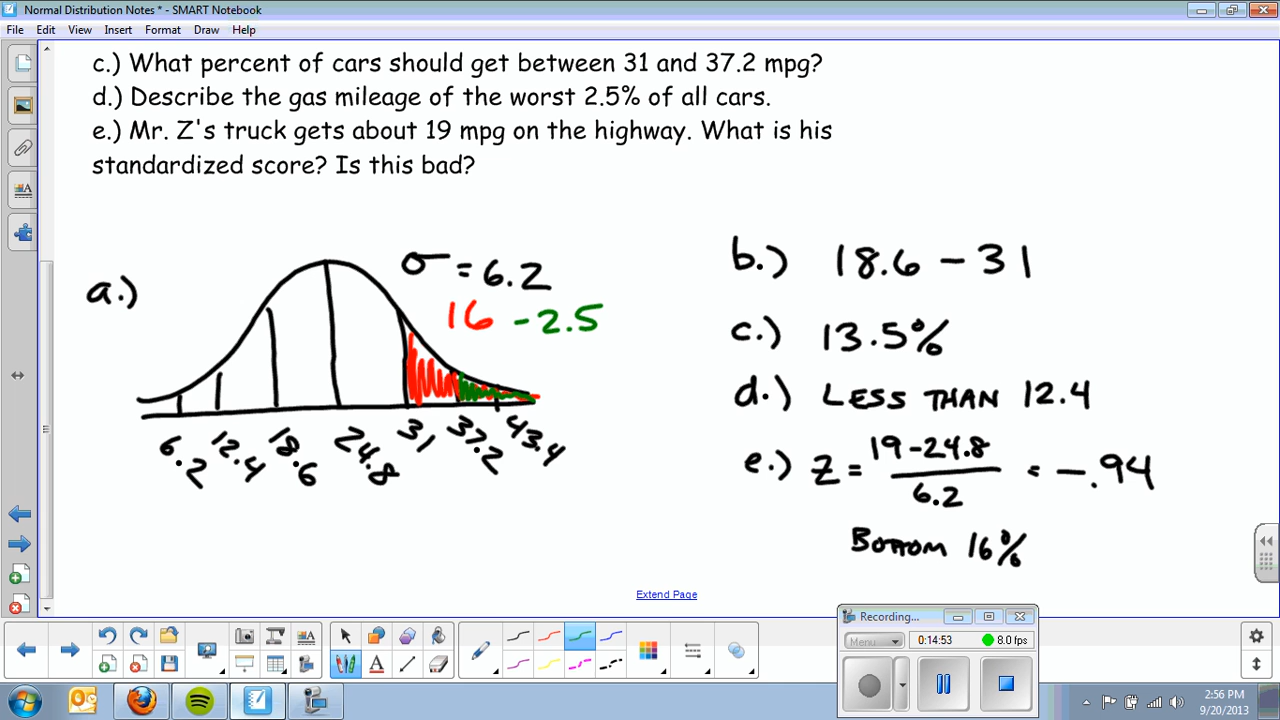 Normal Distribution Notes * - SMART Notebook
File Edit View Insert Format Draw Help
c.) What percent of cars should get between 31 and 37.2 mpg?
d.) Describe the gas mileage of the worst 2.5% of all cars.
e.) Mr. Z's truck gets about 19 mpg on the highway. What is his
standardized score? Is this bad?
a.)
σ = 6.2
16 -2.5
6.2 12.4 18.6 24.8 31 37.2 43.4
b.) 18.6 - 31
c.) 13.5%
d.) LESS THAN 12.4
e.) Z = 19-24.8 / 6.2 = -.94
BOTTOM 16%
Extend Page
Recording...
Menu
0:14:53
8.0 fps
2:56 PM
9/20/2013